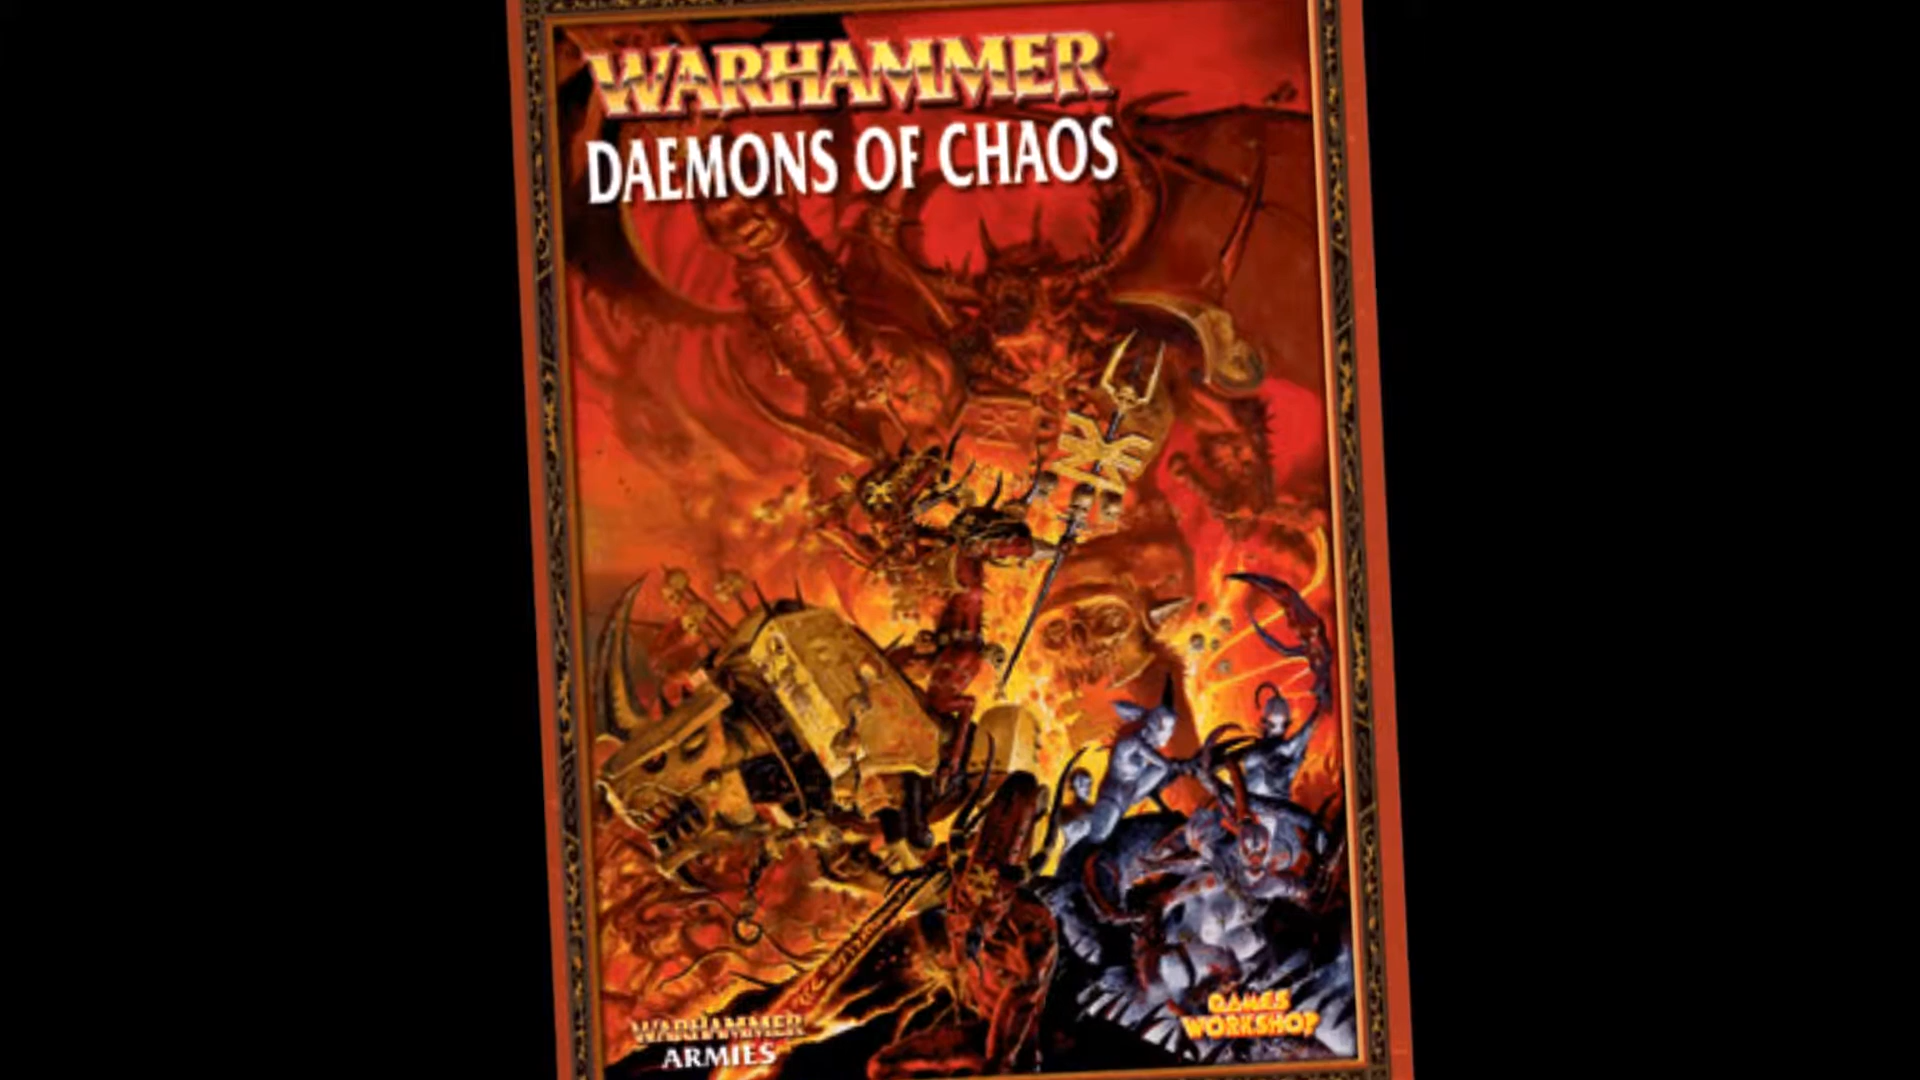 WARHAMMER
DAEMONS OF CHAOS
WARHAMMER
ARMIES
GAMES
WORKSHOP